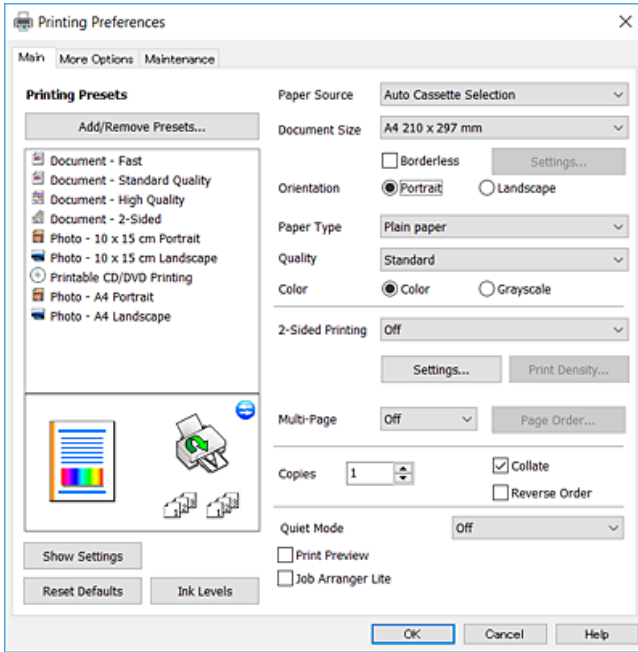 Printing Preferences
Main
More Options
Maintenance
Printing Presets
Add/Remove Presets...
Document - Fast
Document - Standard Quality
Document - High Quality
Document - 2-Sided
Photo - 10 x 15 cm Portrait
Photo - 10 x 15 cm Landscape
Printable CD/DVD Printing
Photo - A4 Portrait
Photo - A4 Landscape
Show Settings
Reset Defaults
Ink Levels
Paper Source
Auto Cassette Selection
Document Size
A4 210 x 297 mm
Borderless
Settings...
Orientation
Portrait
Landscape
Paper Type
Plain paper
Quality
Standard
Color
Color
Grayscale
2-Sided Printing
Off
Settings...
Print Density...
Multi-Page
Off
Page Order...
Copies
1
Collate
Reverse Order
Quiet Mode
Off
Print Preview
Job Arranger Lite
OK
Cancel
Help